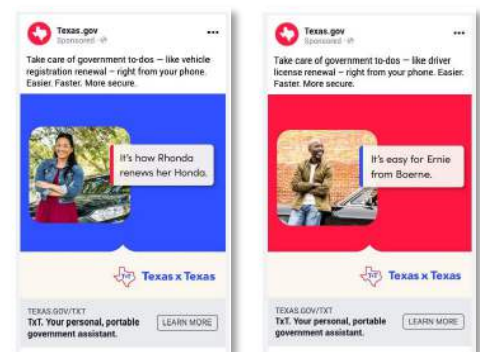 Texas.gov
Sponsored ·
Take care of government to-dos — like vehicle
registration renewal – right from your phone.
Easier. Faster. More secure.
It's how Rhonda
renews her Honda.
TxT
Texas x Texas
TEXAS.GOV/TXT
TxT. Your personal, portable
government assistant.
LEARN MORE
Texas.gov
Sponsored ·
Take care of government to-dos — like driver
license renewal – right from your phone. Easier.
Faster. More secure.
It's easy for Ernie
from Boerne.
TxT
Texas x Texas
TEXAS.GOV/TXT
TxT. Your personal, portable
government assistant.
LEARN MORE